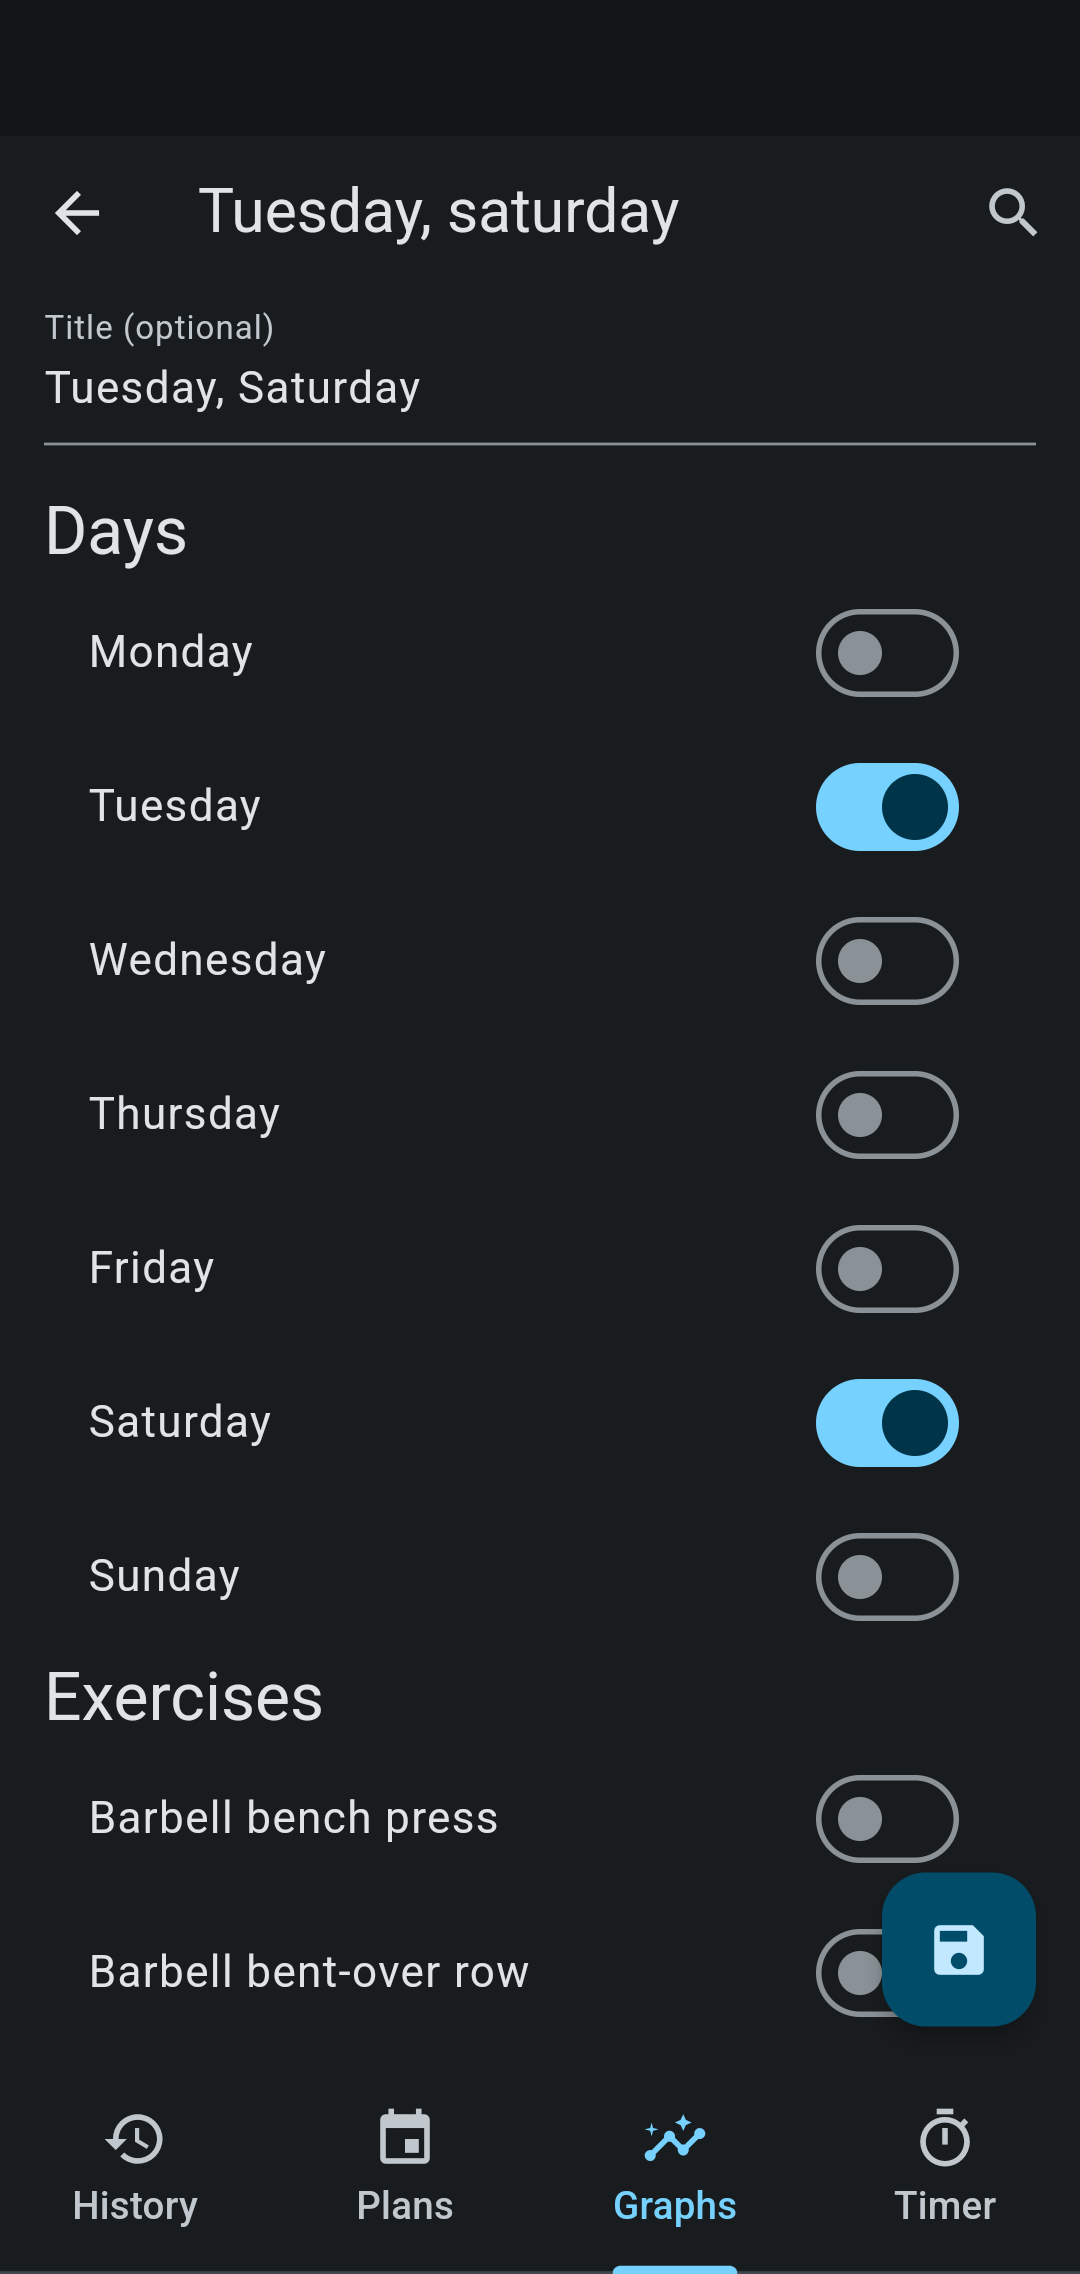 Tuesday, saturday
Title (optional)
Tuesday, Saturday
Days
Monday
Tuesday
Wednesday
Thursday
Friday
Saturday
Sunday
Exercises
Barbell bench press
Barbell bent-over row
History
Plans
Graphs
Timer